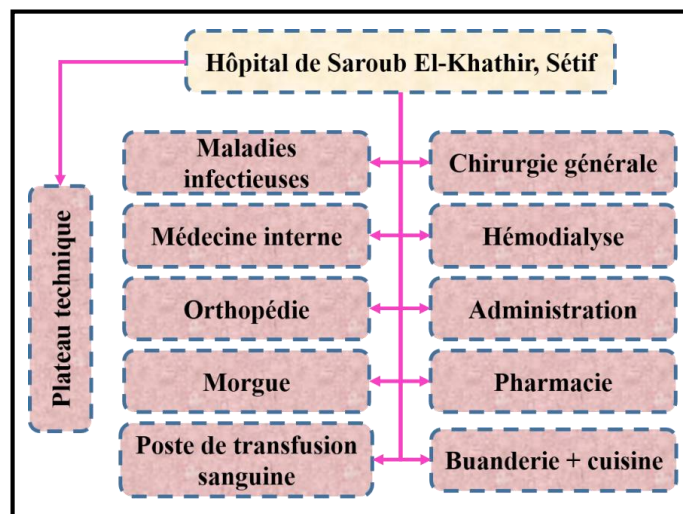 Hôpital de Saroub El-Khathir, Sétif
Plateau technique
Maladies
infectieuses
Chirurgie générale
Médecine interne
Hémodialyse
Orthopédie
Administration
Morgue
Pharmacie
Poste de transfusion
sanguine
Buanderie + cuisine